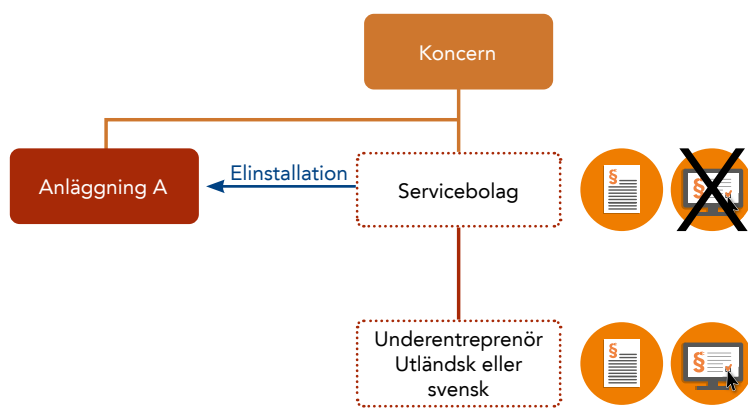 Koncern
Anläggning A
Elinstallation
Servicebolag
§
§
Underentreprenör
Utländsk eller
svensk
§
§